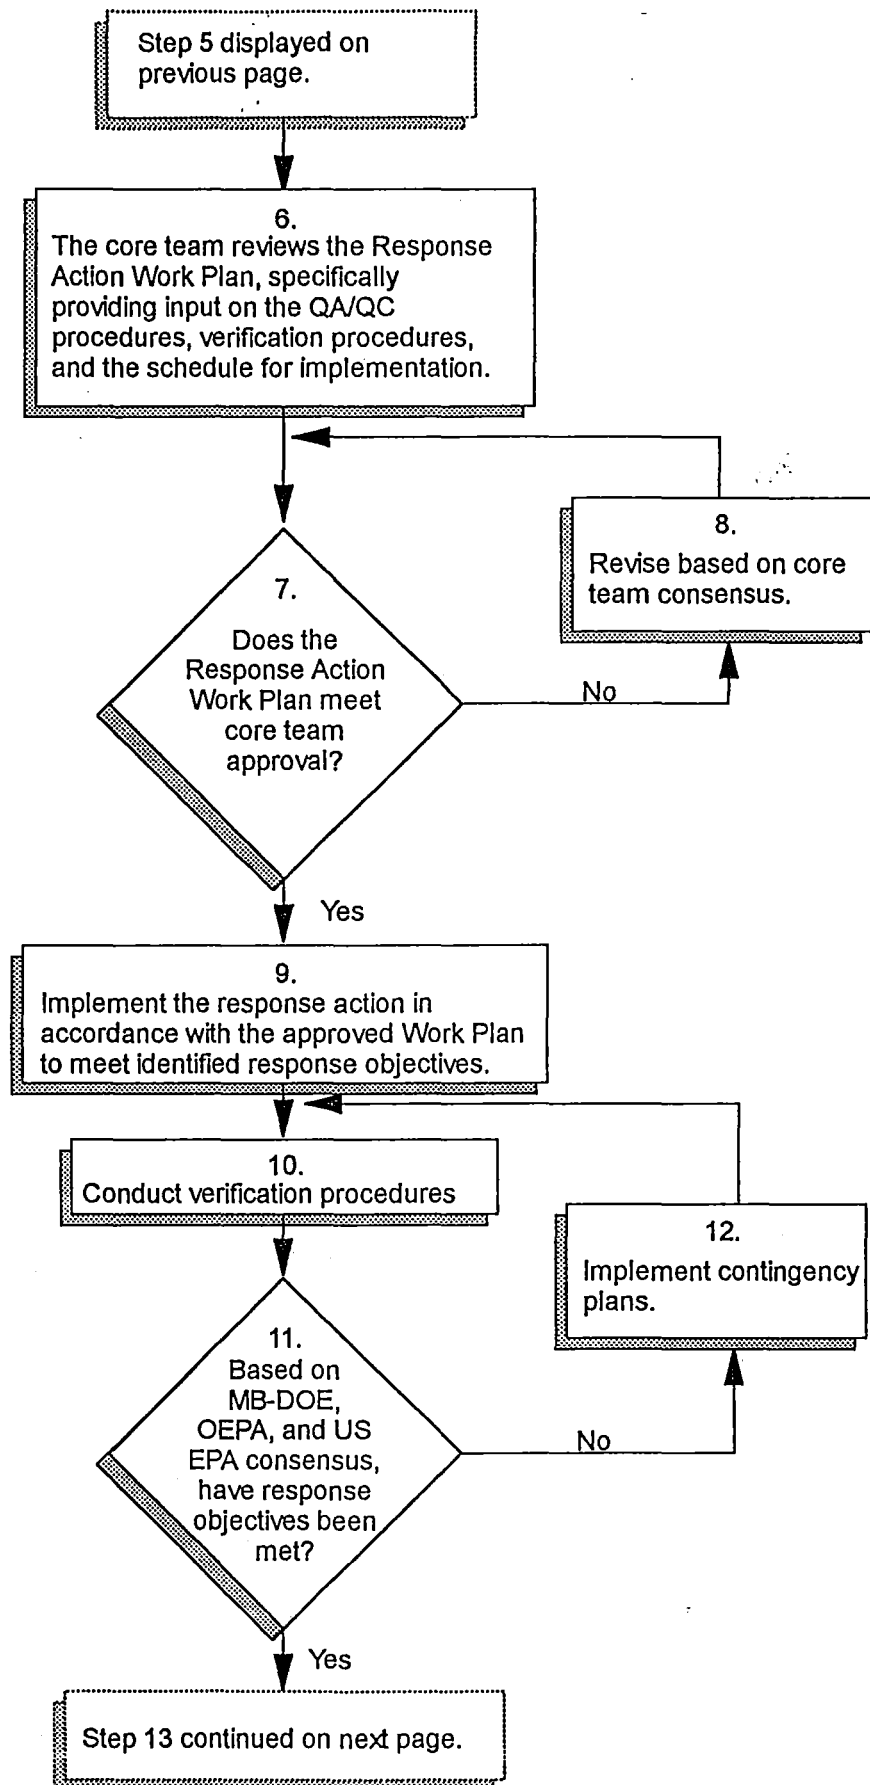 Step 5 displayed on
previous page.
6.
The core team reviews the Response
Action Work Plan, specifically
providing input on the QA/QC
procedures, verification procedures,
and the schedule for implementation.
8.
Revise based on core
team consensus.
7.
Does the
Response Action
Work Plan meet
core team
approval?
No
Yes
9.
Implement the response action in
accordance with the approved Work Plan
to meet identified response objectives.
10.
Conduct verification procedures
12.
Implement contingency
plans.
11.
Based on
MB-DOE,
OEPA, and US
EPA consensus,
have response
objectives been
met?
No
Yes
Step 13 continued on next page.